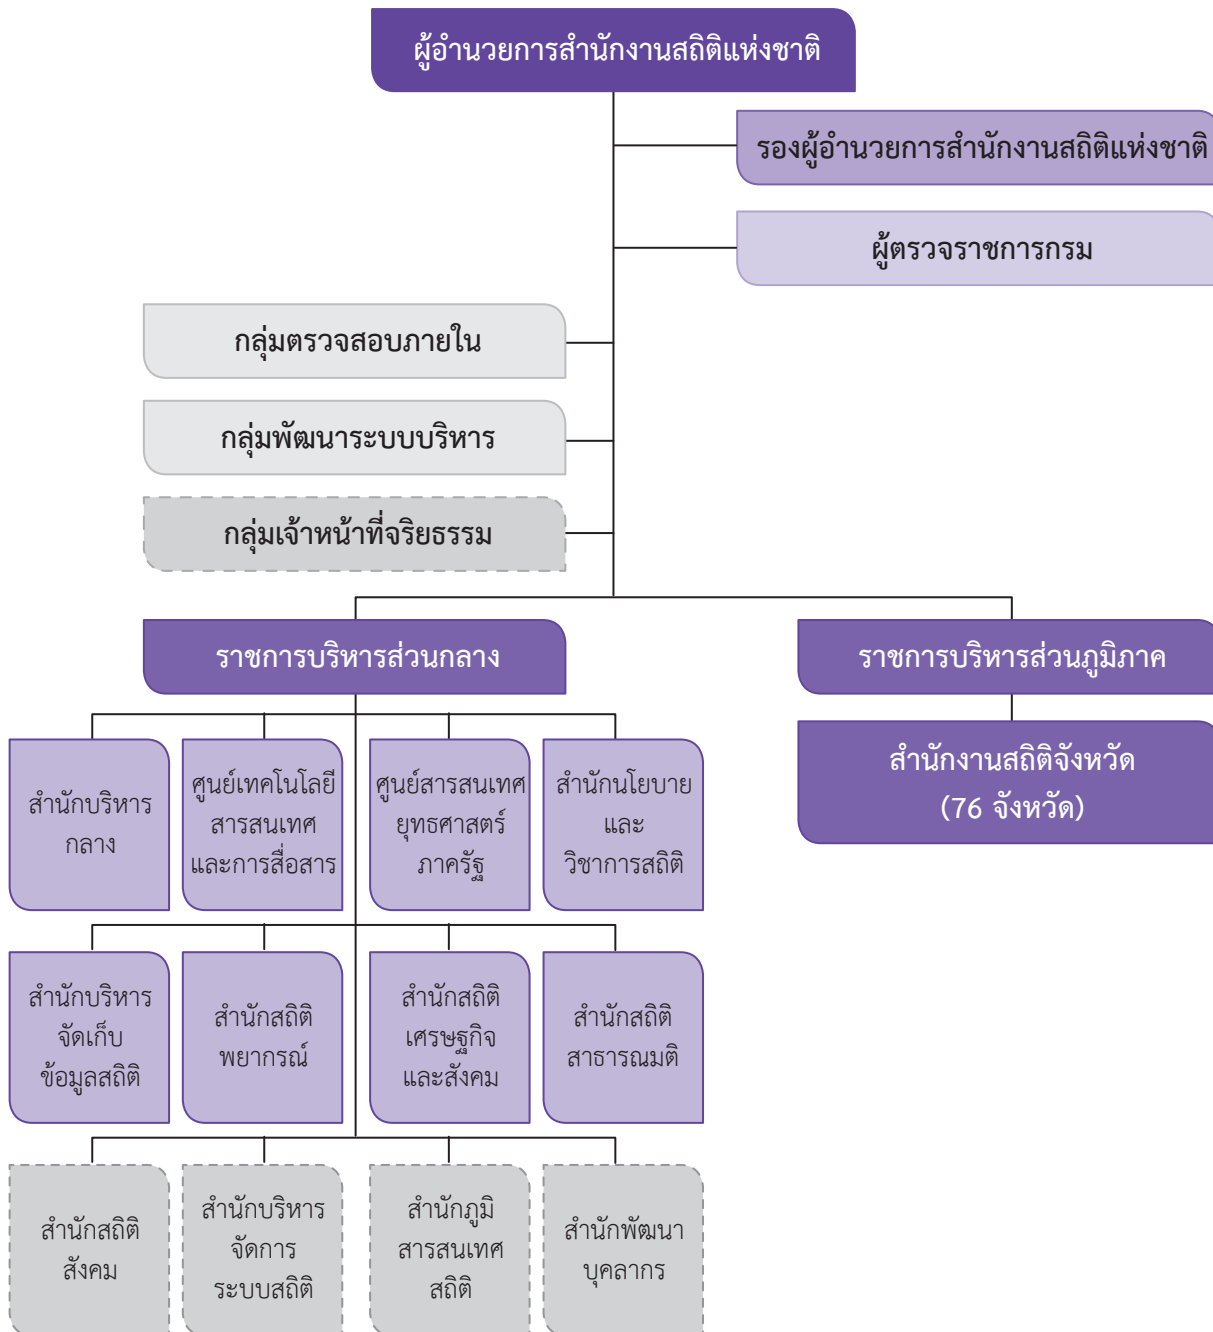 ผู้อำนวยการสำนักงานสถิติแห่งชาติ
รองผู้อำนวยการสำนักงานสถิติแห่งชาติ
ผู้ตรวจราชการกรม
กลุ่มตรวจสอบภายใน
กลุ่มพัฒนาระบบบริหาร
กลุ่มเจ้าหน้าที่จริยธรรม
ราชการบริหารส่วนกลาง
ราชการบริหารส่วนภูมิภาค
สำนักงานสถิติจังหวัด
(76 จังหวัด)
สำนักบริหาร
กลาง
ศูนย์เทคโนโลยี
สารสนเทศ
และการสื่อสาร
ศูนย์สารสนเทศ
ยุทธศาสตร์
ภาครัฐ
สำนักนโยบาย
และ
วิชาการสถิติ
สำนักบริหาร
จัดเก็บ
ข้อมูลสถิติ
สำนักสถิติ
พยากรณ์
สำนักสถิติ
เศรษฐกิจ
และสังคม
สำนักสถิติ
สาธารณมติ
สำนักสถิติ
สังคม
สำนักบริหาร
จัดการ
ระบบสถิติ
สำนักภูมิ
สารสนเทศ
สถิติ
สำนักพัฒนา
บุคลากร